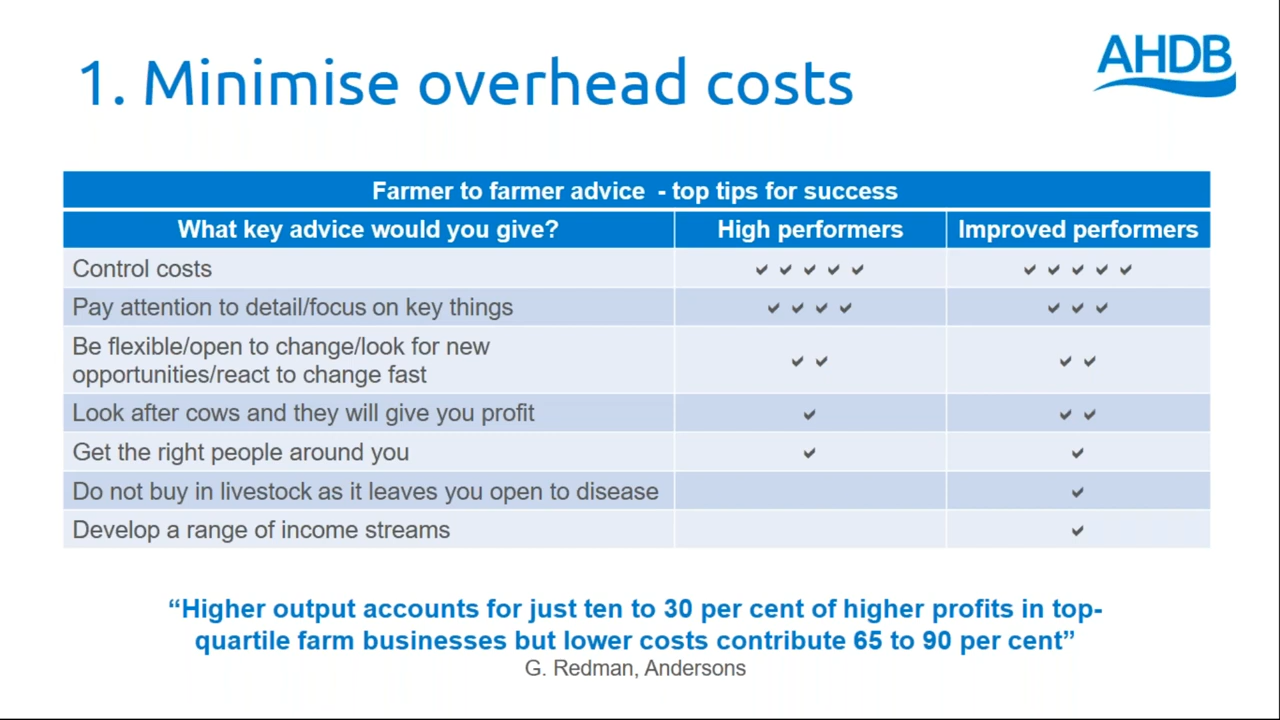 AHDB
1. Minimise overhead costs
Farmer to farmer advice - top tips for success
What key advice would you give? High performers Improved performers
Control costs ✓ ✓ ✓ ✓ ✓ ✓ ✓ ✓ ✓ ✓
Pay attention to detail/focus on key things ✓ ✓ ✓ ✓ ✓ ✓ ✓
Be flexible/open to change/look for new
opportunities/react to change fast ✓ ✓ ✓ ✓
Look after cows and they will give you profit ✓ ✓ ✓
Get the right people around you ✓ ✓
Do not buy in livestock as it leaves you open to disease ✓
Develop a range of income streams ✓
“Higher output accounts for just ten to 30 per cent of higher profits in top-
quartile farm businesses but lower costs contribute 65 to 90 per cent”
G. Redman, Andersons